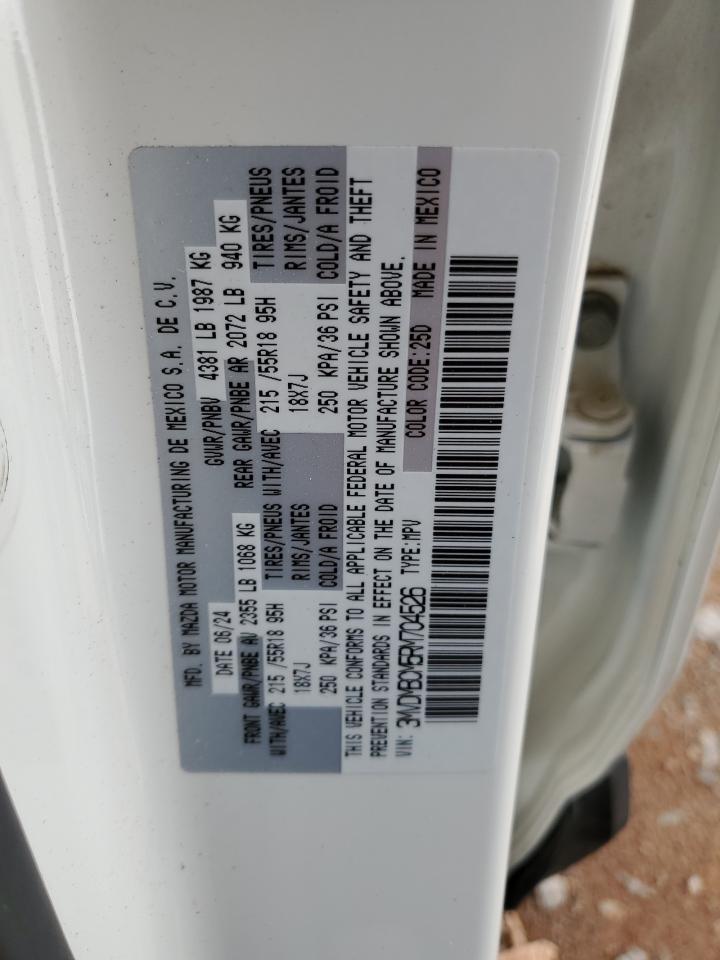 MFD. BY MAZDA MOTOR MANUFACTURING DE MEXICO S.A. DE C.V.
DATE 06/24 GVWR/PNBV 4381 LB 1987 KG
FRONT GAWR/PNBE AV 2355 LB 1068 KG REAR GAWR/PNBE AR 2072 LB 940 KG
WITH/AVEC 215 /55R18 95H TIRES/PNEUS WITH/AVEC 215 /55R18 95H TIRES/PNEUS
18X7J RIMS/JANTES 18X7J RIMS/JANTES
250 KPA/36 PSI COLD/A FROID 250 KPA/36 PSI COLD/A FROID
THIS VEHICLE CONFORMS TO ALL APPLICABLE FEDERAL MOTOR VEHICLE SAFETY AND THEFT
PREVENTION STANDARDS IN EFFECT ON THE DATE OF MANUFACTURE SHOWN ABOVE.
VIN: 3MVDMBCM5RM704526 TYPE:MPV COLOR CODE:25D MADE IN MEXICO